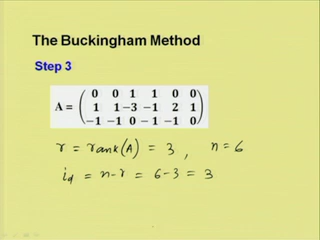 The Buckingham Method
Step 3
A = ( 0 0 1 1 0 0
1 1 -3 -1 2 1
-1 -1 0 -1 -1 0 )
r = rank(A) = 3 , n = 6
i_d = n-r = 6-3 = 3